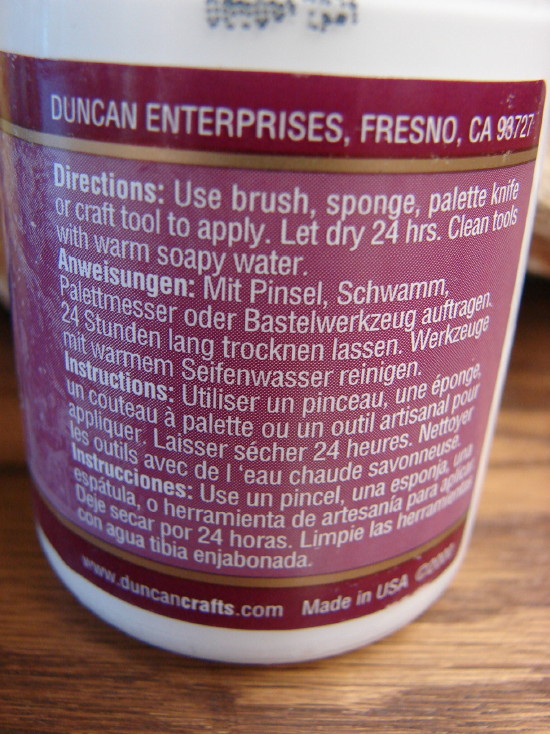 DUNCAN ENTERPRISES, FRESNO, CA 93727
Directions: Use brush, sponge, palette knife
or craft tool to apply. Let dry 24 hrs. Clean tools
with warm soapy water.
Anweisungen: Mit Pinsel, Schwamm,
Palettmesser oder Bastelwerkzeug auftragen.
24 Stunden lang trocknen lassen. Werkzeuge
mit warmem Seifenwasser reinigen.
Instructions: Utiliser un pinceau, une éponge,
un couteau à palette ou un outil artisanal pour
appliquer. Laisser sécher 24 heures. Nettoyer
les outils avec de l 'eau chaude savonneuse.
Instrucciones: Use un pincel, una esponja, una
espátula, o herramienta de artesanía para aplicar.
Deje secar por 24 horas. Limpie las herramientas
con agua tibia enjabonada.
www.duncancrafts.com Made in USA ©2000